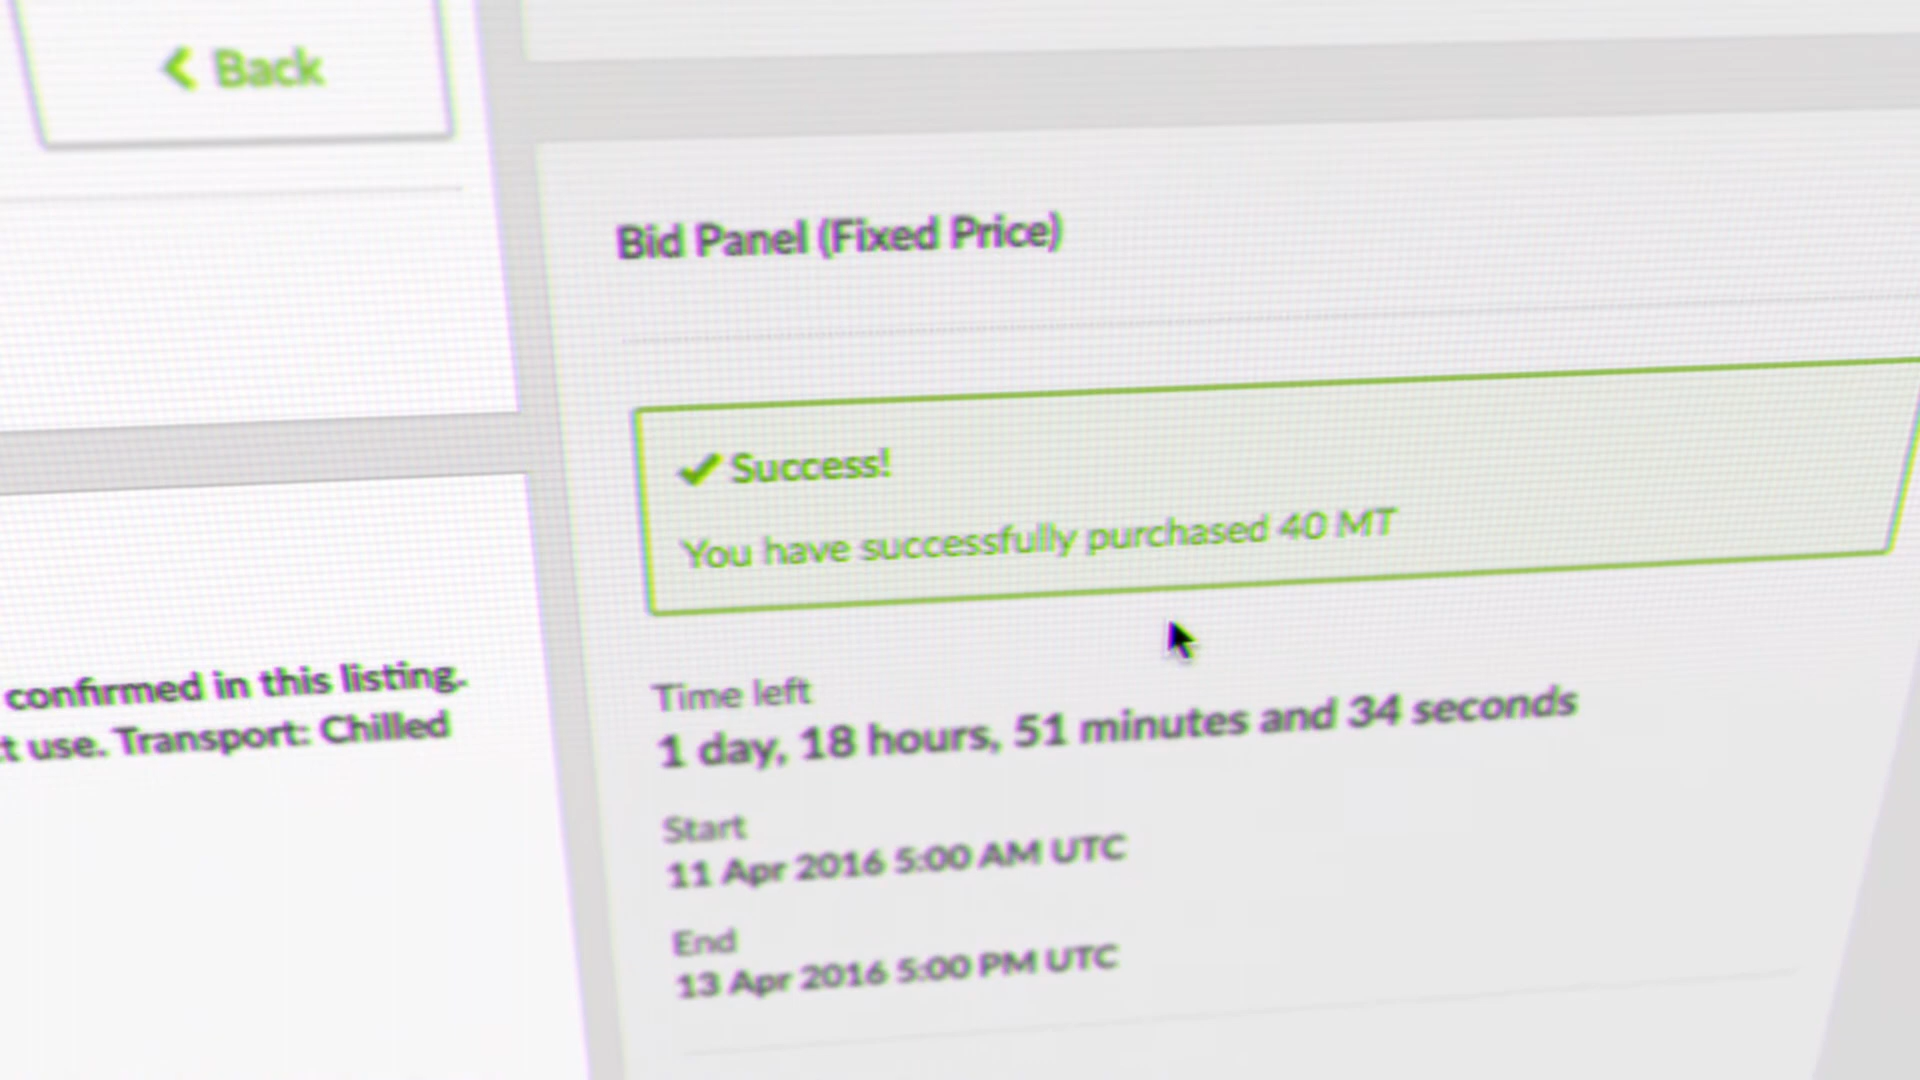 Back
Bid Panel (Fixed Price)
Success!
You have successfully purchased 40 MT
confirmed in this listing.
t use. Transport: Chilled
Time left
1 day, 18 hours, 51 minutes and 34 seconds
Start
11 Apr 2016 5:00 AM UTC
End
13 Apr 2016 5:00 PM UTC